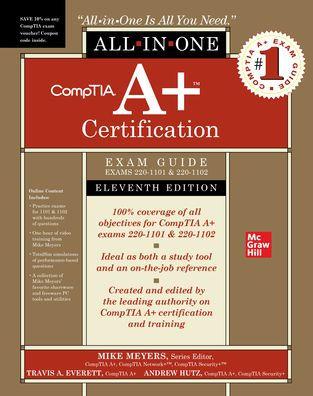 SAVE 10% on any
CompTIA exam
voucher! Coupon
code inside.
"All-in-One Is All You Need."
ALL-IN-ONE
COMPTIA A+ EXAM GUIDE
#1
CompTIA
A+™
Certification
EXAM GUIDE
EXAMS 220-1101 & 220-1102
ELEVENTH EDITION
Online Content
Includes:
• Practice exams
for 1101 & 1102
with hundreds
of questions
• One hour of video
training from
Mike Meyers
• TotalSim simulations
of performance-based
questions
• A collection of
Mike Meyers'
favorite shareware
and freeware PC
tools and utilities
100% coverage of all
objectives for CompTIA A+
exams 220-1101 & 220-1102
• Ideal as both a study tool
and an on-the-job reference
• Created and edited by
the leading authority on
CompTIA A+ certification
and training
Mc
Graw
Hill
MIKE MEYERS, Series Editor,
CompTIA A+, CompTIA Network+™, CompTIA Security+™
TRAVIS A. EVERETT, CompTIA A+ ANDREW HUTZ, CompTIA A+, CompTIA Security+